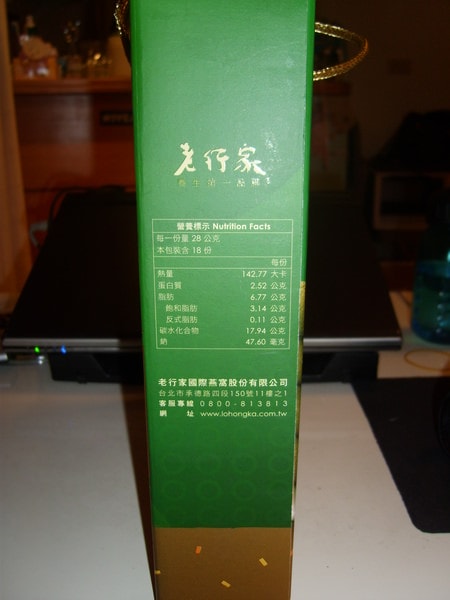 老行家
養生第一品牌
營養標示 Nutrition Facts
每一份量 28 公克
本包裝含 18 份
每份
熱量 142.77 大卡
蛋白質 2.52 公克
脂肪 6.77 公克
飽和脂肪 3.14 公克
反式脂肪 0.11 公克
碳水化合物 17.94 公克
鈉 47.60 毫克
老行家國際燕窩股份有限公司
台北市承德路四段150號11樓之1
客服專線 0800-813813
網 址 www.lohongka.com.tw